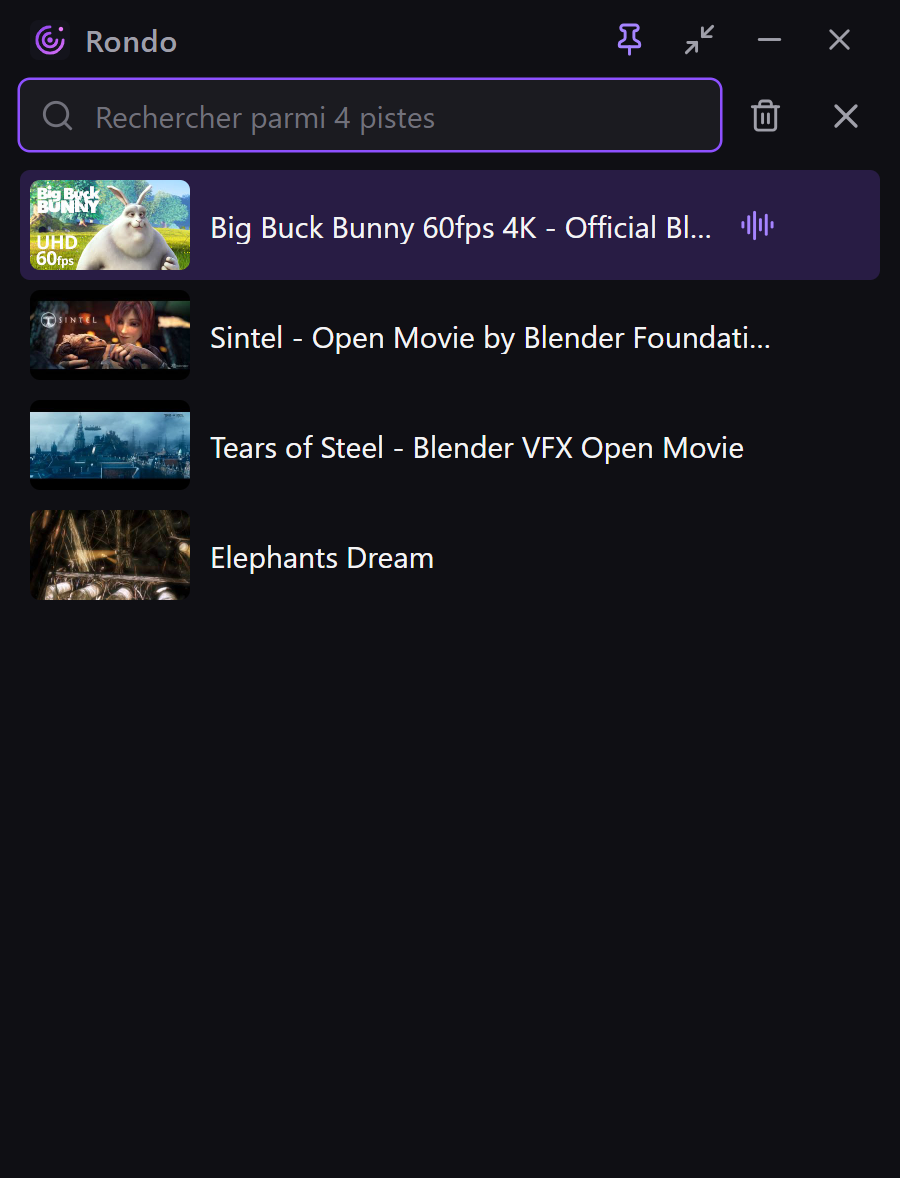 Rondo
Rechercher parmi 4 pistes
Big Buck
BUNNY
UHD
60fps
Big Buck Bunny 60fps 4K - Official Bl...
SINTEL
Sintel - Open Movie by Blender Foundati...
Tears of Steel - Blender VFX Open Movie
Elephants Dream